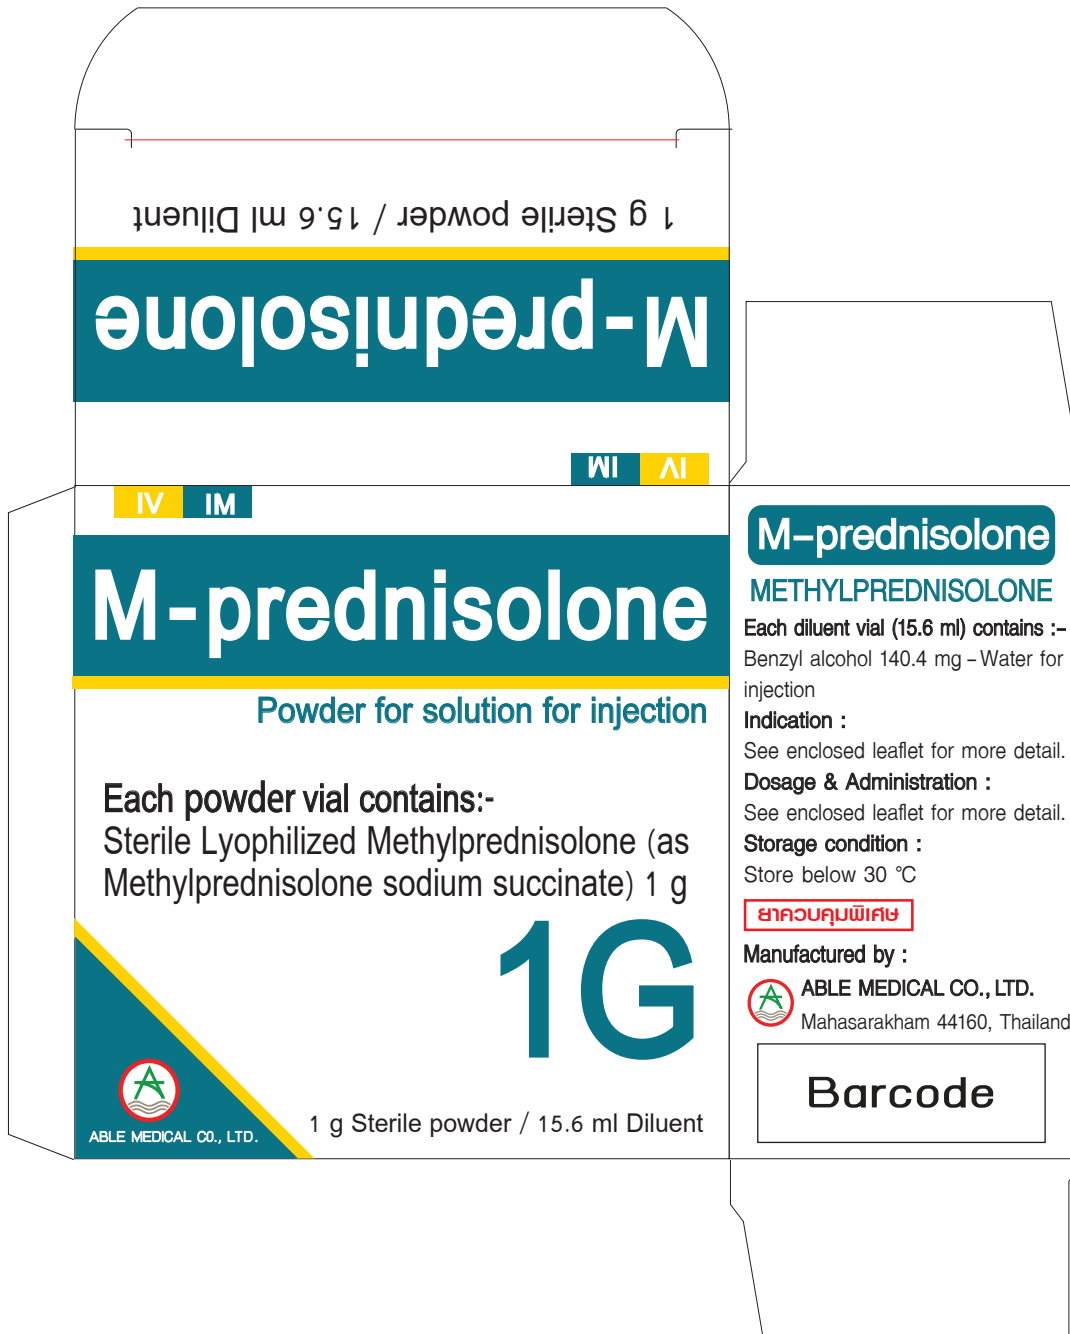 1 g Sterile powder / 15.6 ml Diluent
M-prednisolone
IV IM
IV IM
M-prednisolone
Powder for solution for injection
Each powder vial contains:-
Sterile Lyophilized Methylprednisolone (as
Methylprednisolone sodium succinate) 1 g
1G
ABLE MEDICAL CO., LTD.
1 g Sterile powder / 15.6 ml Diluent
M-prednisolone
METHYLPREDNISOLONE
Each diluent vial (15.6 ml) contains :-
Benzyl alcohol 140.4 mg - Water for
injection
Indication :
See enclosed leaflet for more detail.
Dosage & Administration :
See enclosed leaflet for more detail.
Storage condition :
Store below 30 °C
ยาควบคุมพิเศษ
Manufactured by :
ABLE MEDICAL CO., LTD.
Mahasarakham 44160, Thailand
Barcode